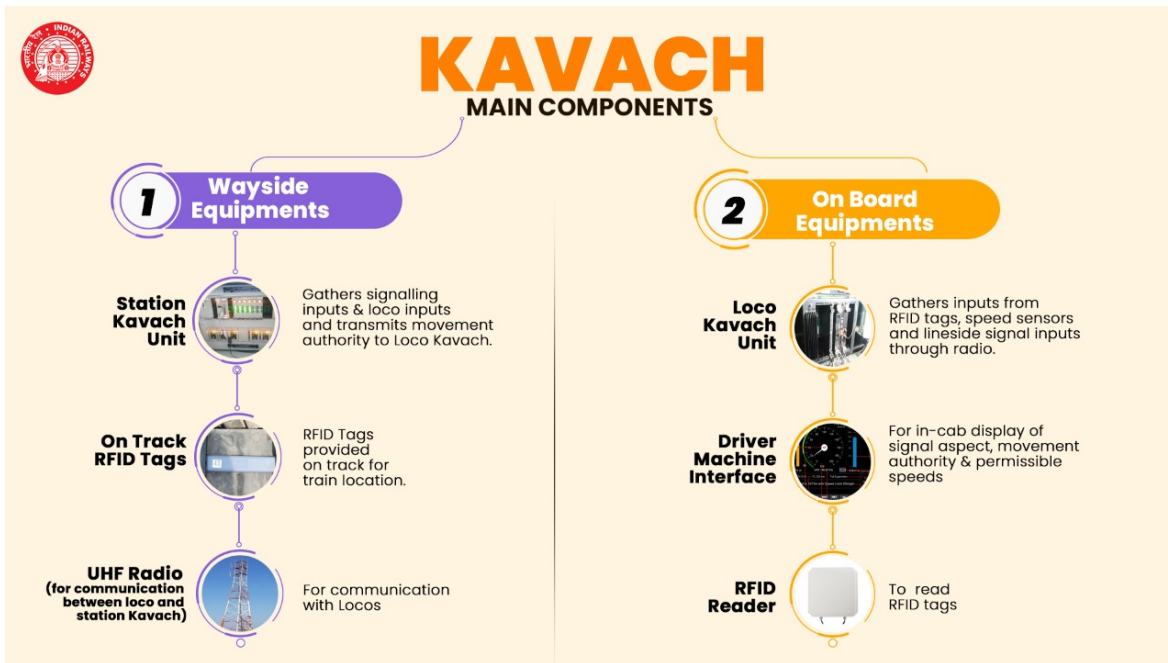 भारतीय रेल
INDIAN RAILWAYS
KAVACH
MAIN COMPONENTS
1
Wayside
Equipments
Station
Kavach
Unit
Gathers signalling
inputs & loco inputs
and transmits movement
authority to Loco Kavach.
On Track
RFID Tags
RFID Tags
provided
on track for
train location.
UHF Radio
(for communication
between loco and
station Kavach)
For communication
with Locos
2
On Board
Equipments
Loco
Kavach
Unit
Gathers inputs from
RFID tags, speed sensors
and lineside signal inputs
through radio.
Driver
Machine
Interface
For in-cab display of
signal aspect, movement
authority & permissible
speeds
RFID
Reader
To read
RFID tags